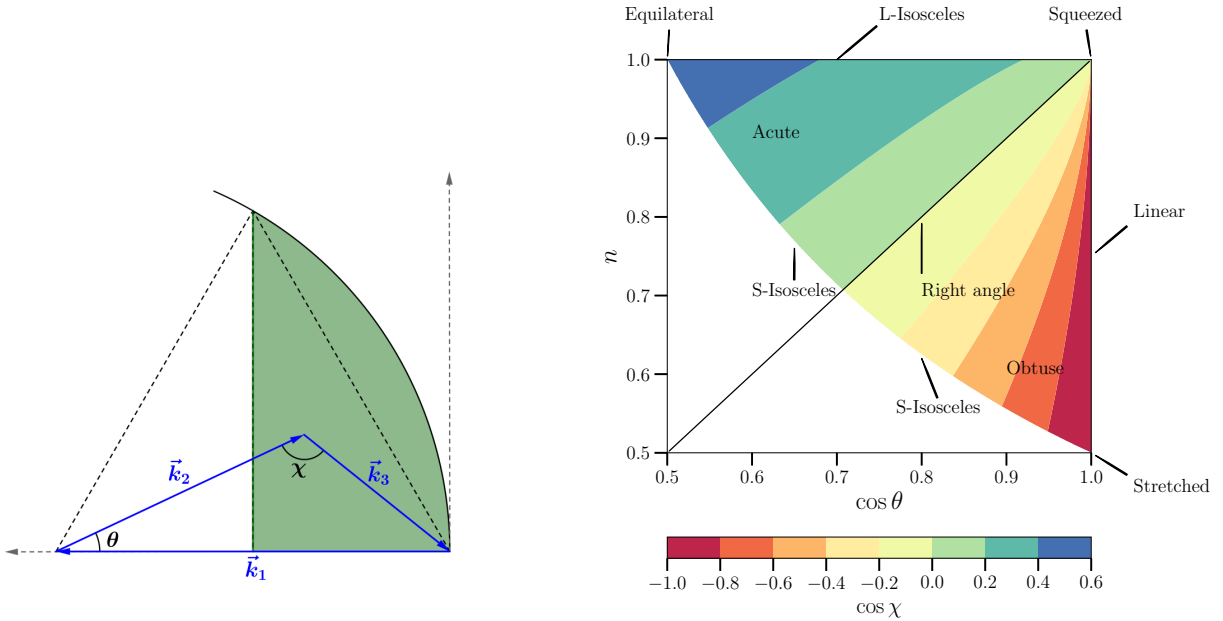 Equilateral
L-Isosceles
Squeezed
1.0
0.9
0.8
0.7
0.6
0.5
n
Acute
S-Isosceles
Right angle
Linear
Obtuse
S-Isosceles
Stretched
0.5 0.6 0.7 0.8 0.9 1.0
cos θ
−1.0 −0.8 −0.6 −0.4 −0.2 0.0 0.2 0.4 0.6
cos χ
k⃗₂
χ
k⃗₃
θ
k⃗₁